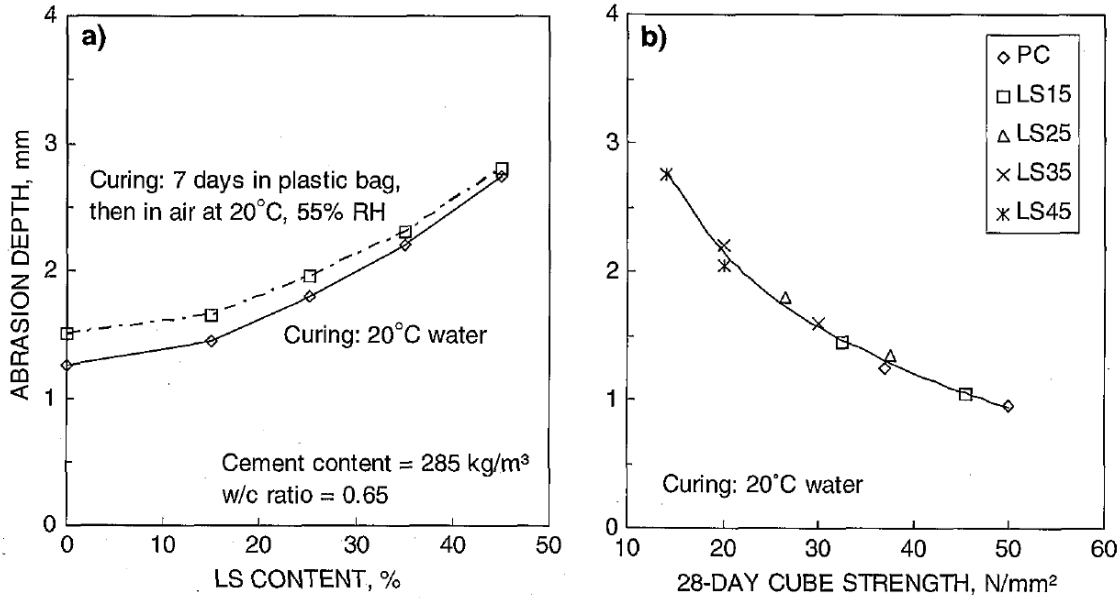 a)
4
3
2
1
0
ABRASION DEPTH, mm
Curing: 7 days in plastic bag,
then in air at 20°C, 55% RH
Curing: 20°C water
Cement content = 285 kg/m³
w/c ratio = 0.65
0 10 20 30 40 50
LS CONTENT, %
b)
4
3
2
1
0
PC
LS15
LS25
LS35
LS45
Curing: 20°C water
10 20 30 40 50 60
28-DAY CUBE STRENGTH, N/mm²